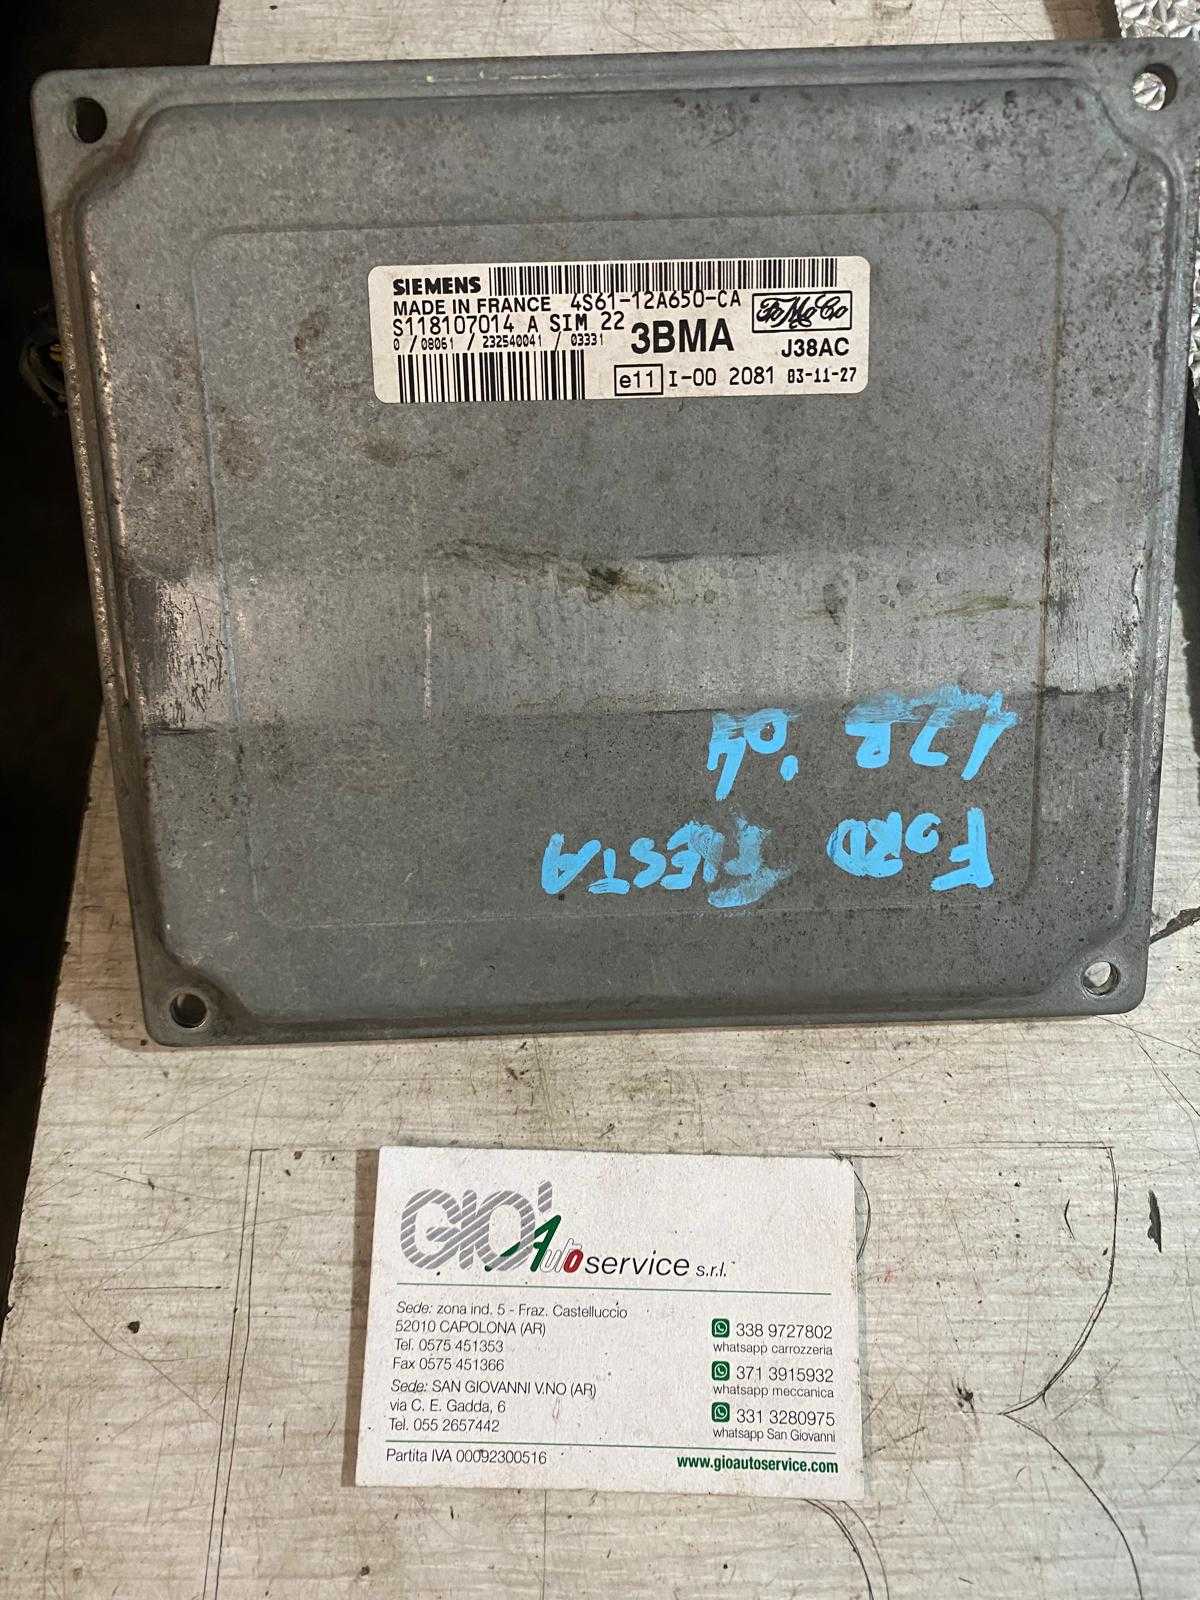 SIEMENS
MADE IN FRANCE 4S61-12A650-CA
S118107014 A SIM 22
0 / 08061 / 232540041 / 03331
3BMA
FoMoCo
J38AC
e11 I-00 2081 03-11-27
FORD FIESTA
1.2B '04
GIO' Auto service s.r.l.
Sede: zona ind. 5 - Fraz. Castelluccio
52010 CAPOLONA (AR)
Tel. 0575 451353
Fax 0575 451366
Sede: SAN GIOVANNI V.NO (AR)
via C. E. Gadda, 6
Tel. 055 2657442
338 9727802
whatsapp carrozzeria
371 3915932
whatsapp meccanica
331 3280975
whatsapp San Giovanni
Partita IVA 00092300516
www.gioautoservice.com